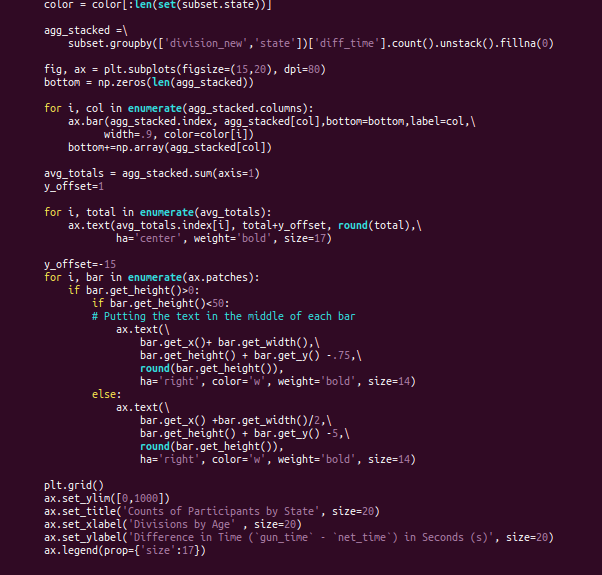 color = color[:len(set(subset.state))]
agg_stacked =\
subset.groupby(['division_new','state'])['diff_time'].count().unstack().fillna(0)
fig, ax = plt.subplots(figsize=(15,20), dpi=80)
bottom = np.zeros(len(agg_stacked))
for i, col in enumerate(agg_stacked.columns):
ax.bar(agg_stacked.index, agg_stacked[col],bottom=bottom,label=col,\
width=.9, color=color[i])
bottom+=np.array(agg_stacked[col])
avg_totals = agg_stacked.sum(axis=1)
y_offset=1
for i, total in enumerate(avg_totals):
ax.text(avg_totals.index[i], total+y_offset, round(total),\
ha='center', weight='bold', size=17)
y_offset=-15
for i, bar in enumerate(ax.patches):
if bar.get_height()>0:
if bar.get_height()<50:
# Putting the text in the middle of each bar
ax.text(\
bar.get_x()+ bar.get_width(),\
bar.get_height() + bar.get_y() -.75,\
round(bar.get_height()),
ha='right', color='w', weight='bold', size=14)
else:
ax.text(\
bar.get_x() +bar.get_width()/2,\
bar.get_height() + bar.get_y() -5,\
round(bar.get_height()),
ha='right', color='w', weight='bold', size=14)
plt.grid()
ax.set_ylim([0,1000])
ax.set_title('Counts of Participants by State', size=20)
ax.set_xlabel('Divisions by Age' , size=20)
ax.set_ylabel('Difference in Time (`gun_time` - `net_time`) in Seconds (s)', size=20)
ax.legend(prop={'size':17})